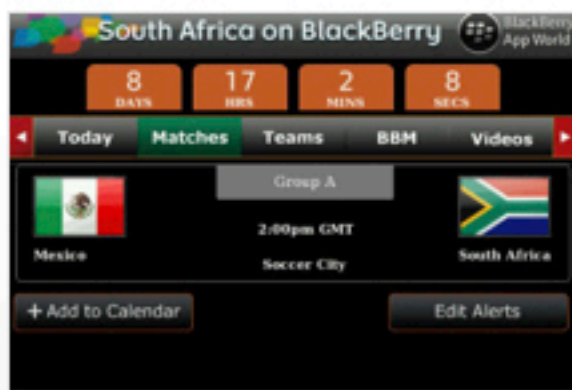 South Africa on BlackBerry
BlackBerry
App World
8 17 2 8
DAYS HRS MINS SECS
Today Matches Teams BBM Videos
Group A
2:00pm GMT
Mexico South Africa
Soccer City
+ Add to Calendar Edit Alerts